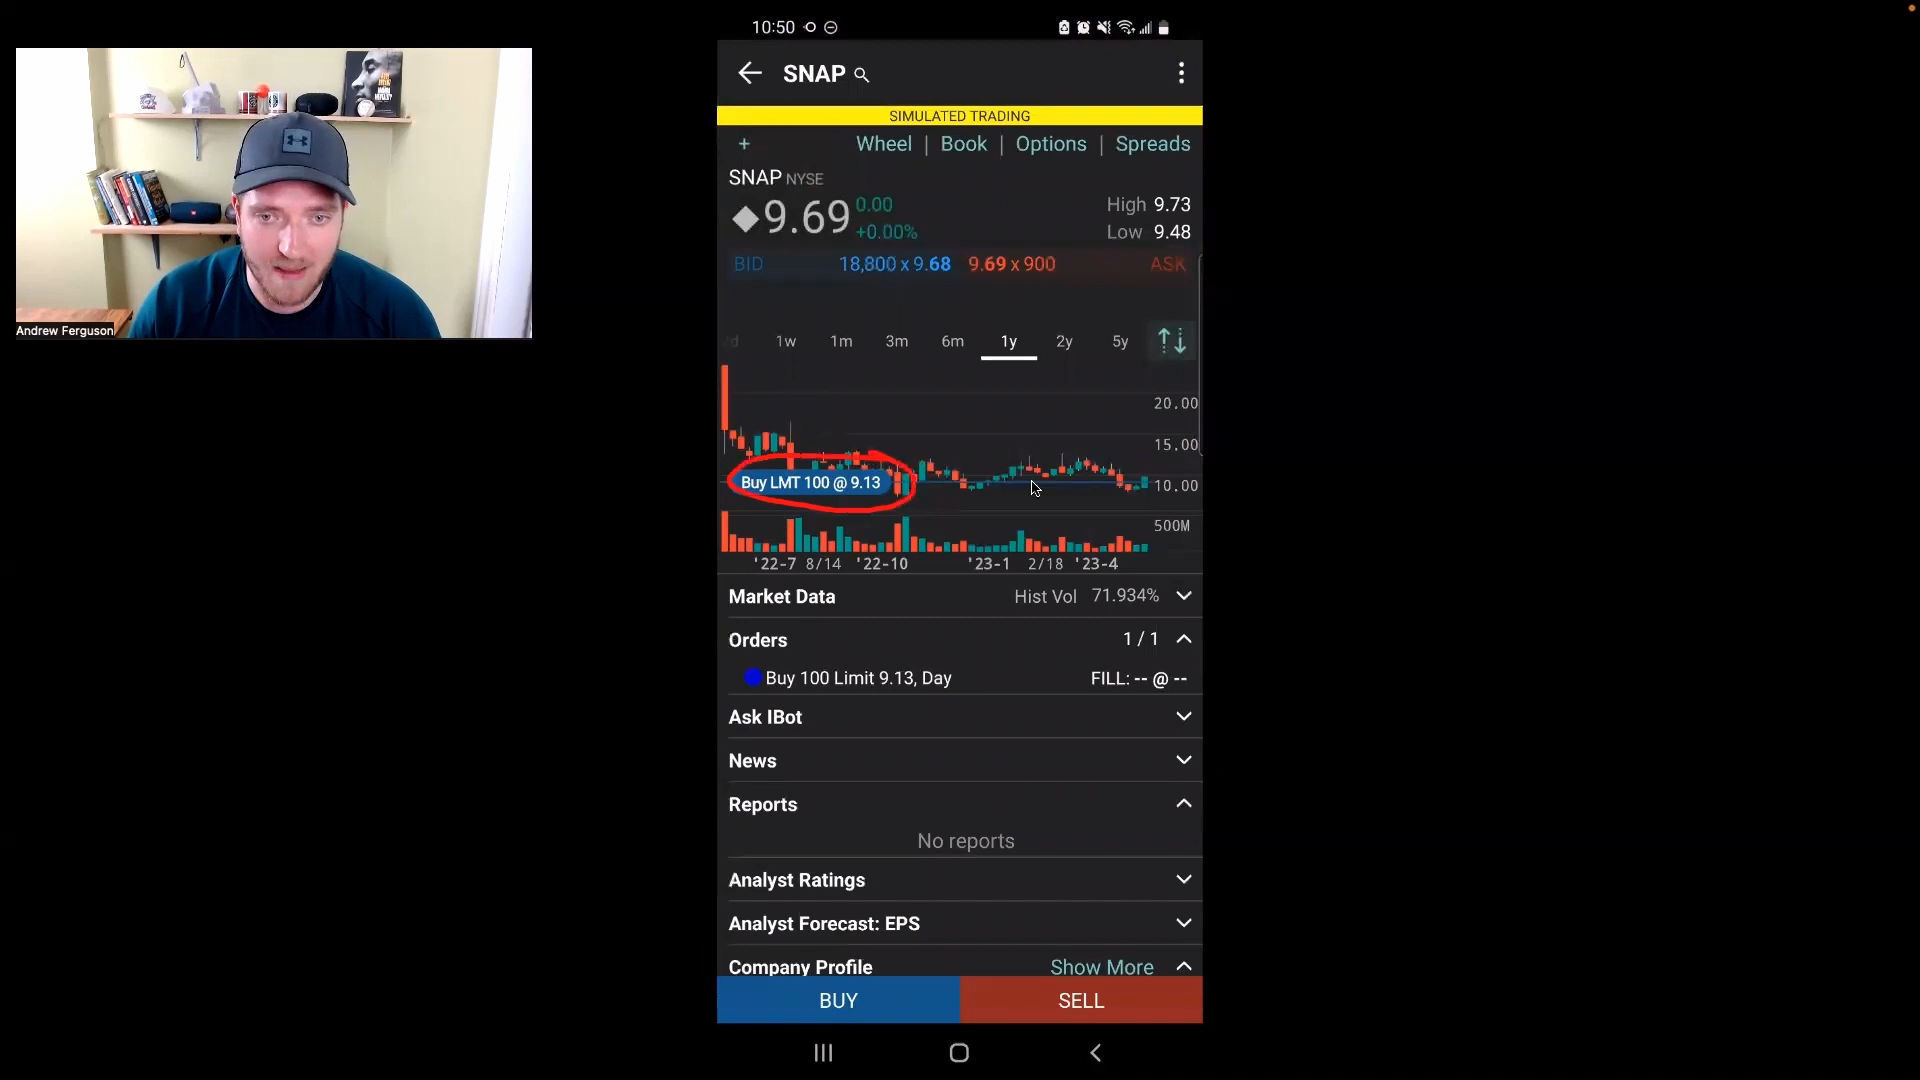 10:50
SNAP
SIMULATED TRADING
+ Wheel | Book | Options | Spreads
SNAP NYSE
9.69 0.00 +0.00%
High 9.73
Low 9.48
BID 18,800 x 9.68 9.69 x 900 ASK
1w 1m 3m 6m 1y 2y 5y
20.00
15.00
Buy LMT 100 @ 9.13
10.00
500M
'22-7 8/14 '22-10 '23-1 2/18 '23-4
Market Data Hist Vol 71.934%
Orders 1 / 1
Buy 100 Limit 9.13, Day FILL: -- @ --
Ask IBot
News
Reports
No reports
Analyst Ratings
Analyst Forecast: EPS
Company Profile Show More
BUY SELL
Andrew Ferguson